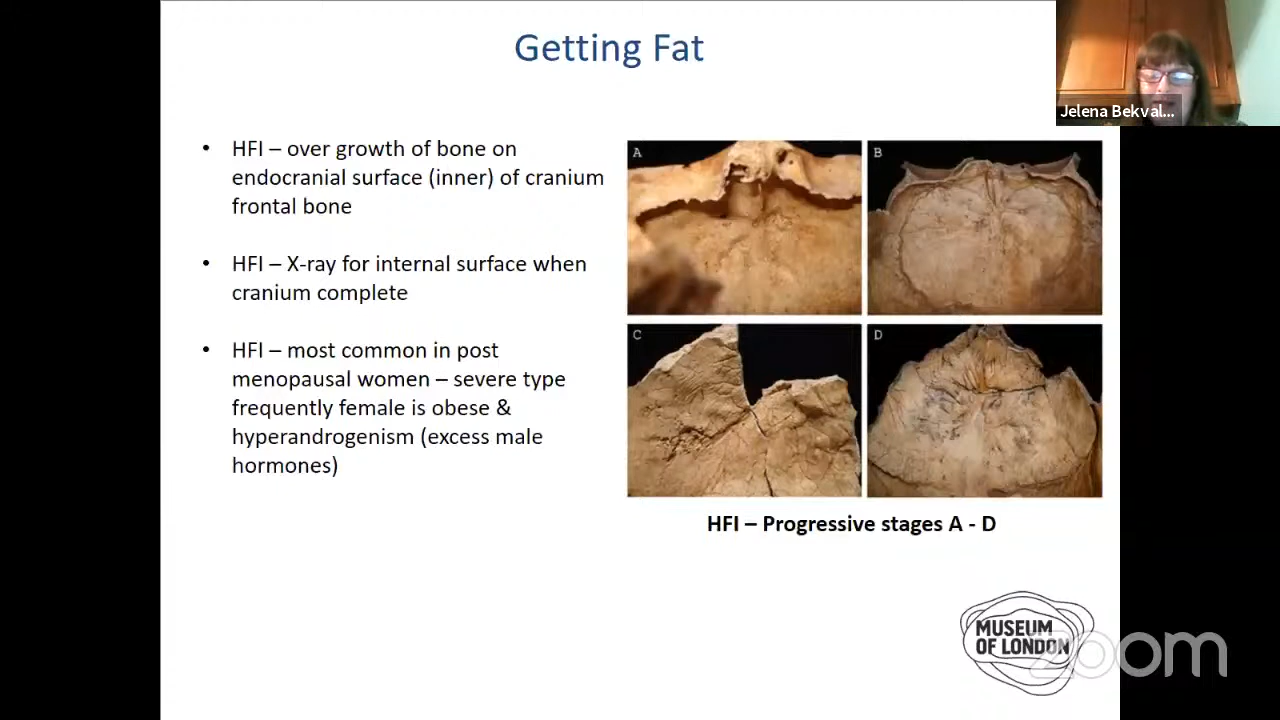 Getting Fat
Jelena Bekval...
• HFI – over growth of bone on
endocranial surface (inner) of cranium
frontal bone
• HFI – X-ray for internal surface when
cranium complete
• HFI – most common in post
menopausal women – severe type
frequently female is obese &
hyperandrogenism (excess male
hormones)
A
B
C
D
HFI – Progressive stages A - D
MUSEUM
OF LONDON
zoom